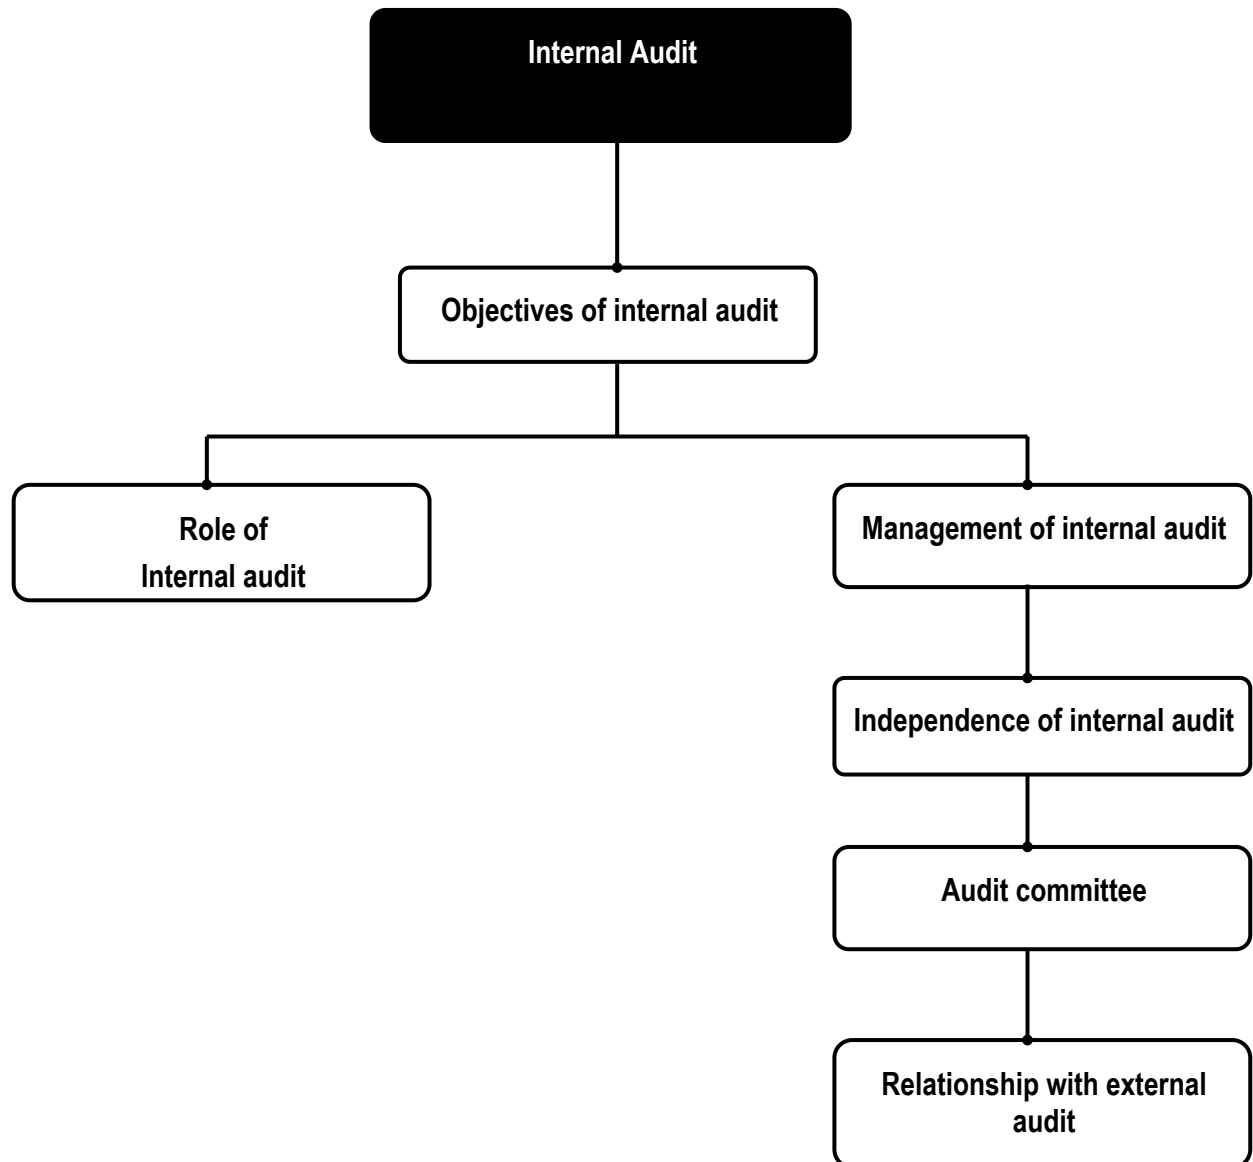 Internal Audit
Objectives of internal audit
Role of
Internal audit
Management of internal audit
Independence of internal audit
Audit committee
Relationship with external
audit